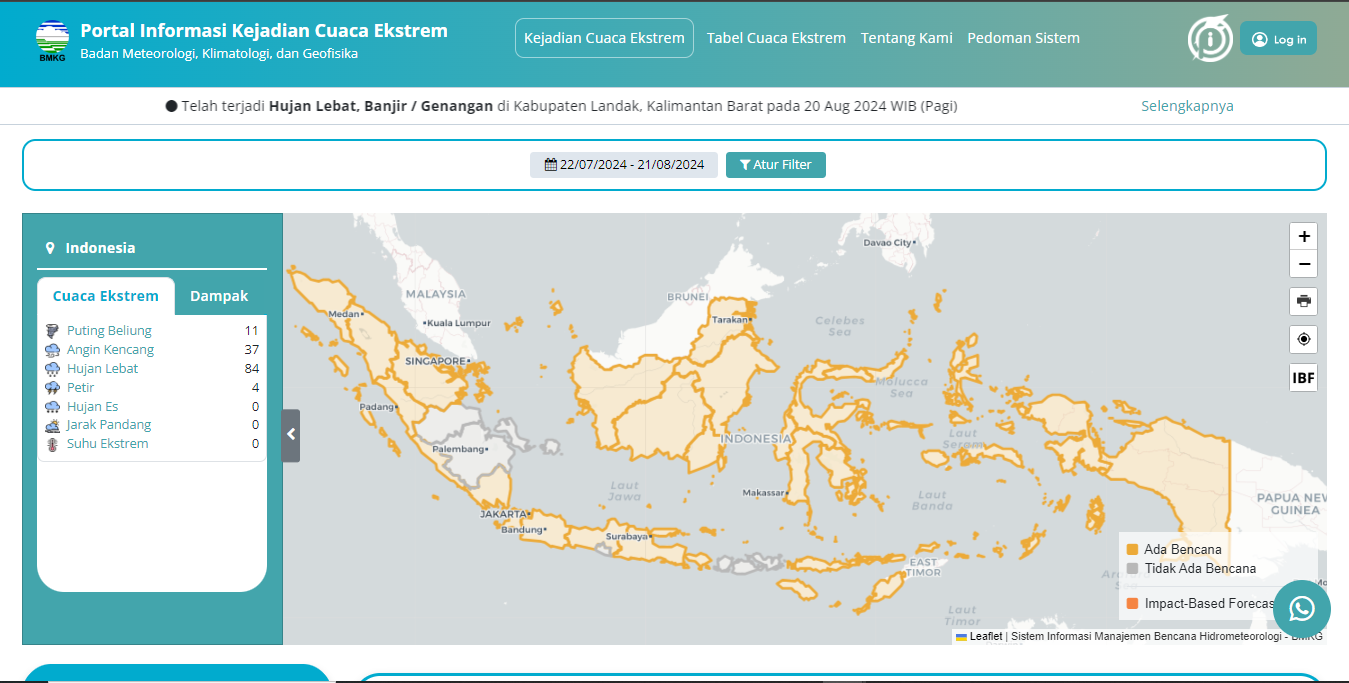 Portal Informasi Kejadian Cuaca Ekstrem
Badan Meteorologi, Klimatologi, dan Geofisika
BMKG
Kejadian Cuaca Ekstrem
Tabel Cuaca Ekstrem
Tentang Kami
Pedoman Sistem
Log in
Telah terjadi Hujan Lebat, Banjir / Genangan di Kabupaten Landak, Kalimantan Barat pada 20 Aug 2024 WIB (Pagi)
Selengkapnya
22/07/2024 - 21/08/2024
Atur Filter
Indonesia
Cuaca Ekstrem
Dampak
Puting Beliung 11
Angin Kencang 37
Hujan Lebat 84
Petir 4
Hujan Es 0
Jarak Pandang 0
Suhu Ekstrem 0
Davao City
MALAYSIA
BRUNEI
Medan
Kuala Lumpur
Tarakan
Celebes
Sea
SINGAPORE
Molucca
Sea
Padang
INDONESIA
Laut
Seram
Palembang
Laut
Jawa
Makassar
Laut
Banda
PAPUA NEW
GUINEA
JAKARTA
Bandung
Surabaya
EAST
TIMOR
Laut
Timor
+
−
IBF
Ada Bencana
Tidak Ada Bencana
Impact-Based Forecas
Leaflet | Sistem Informasi Manajemen Bencana Hidrometeorologi - BMKG